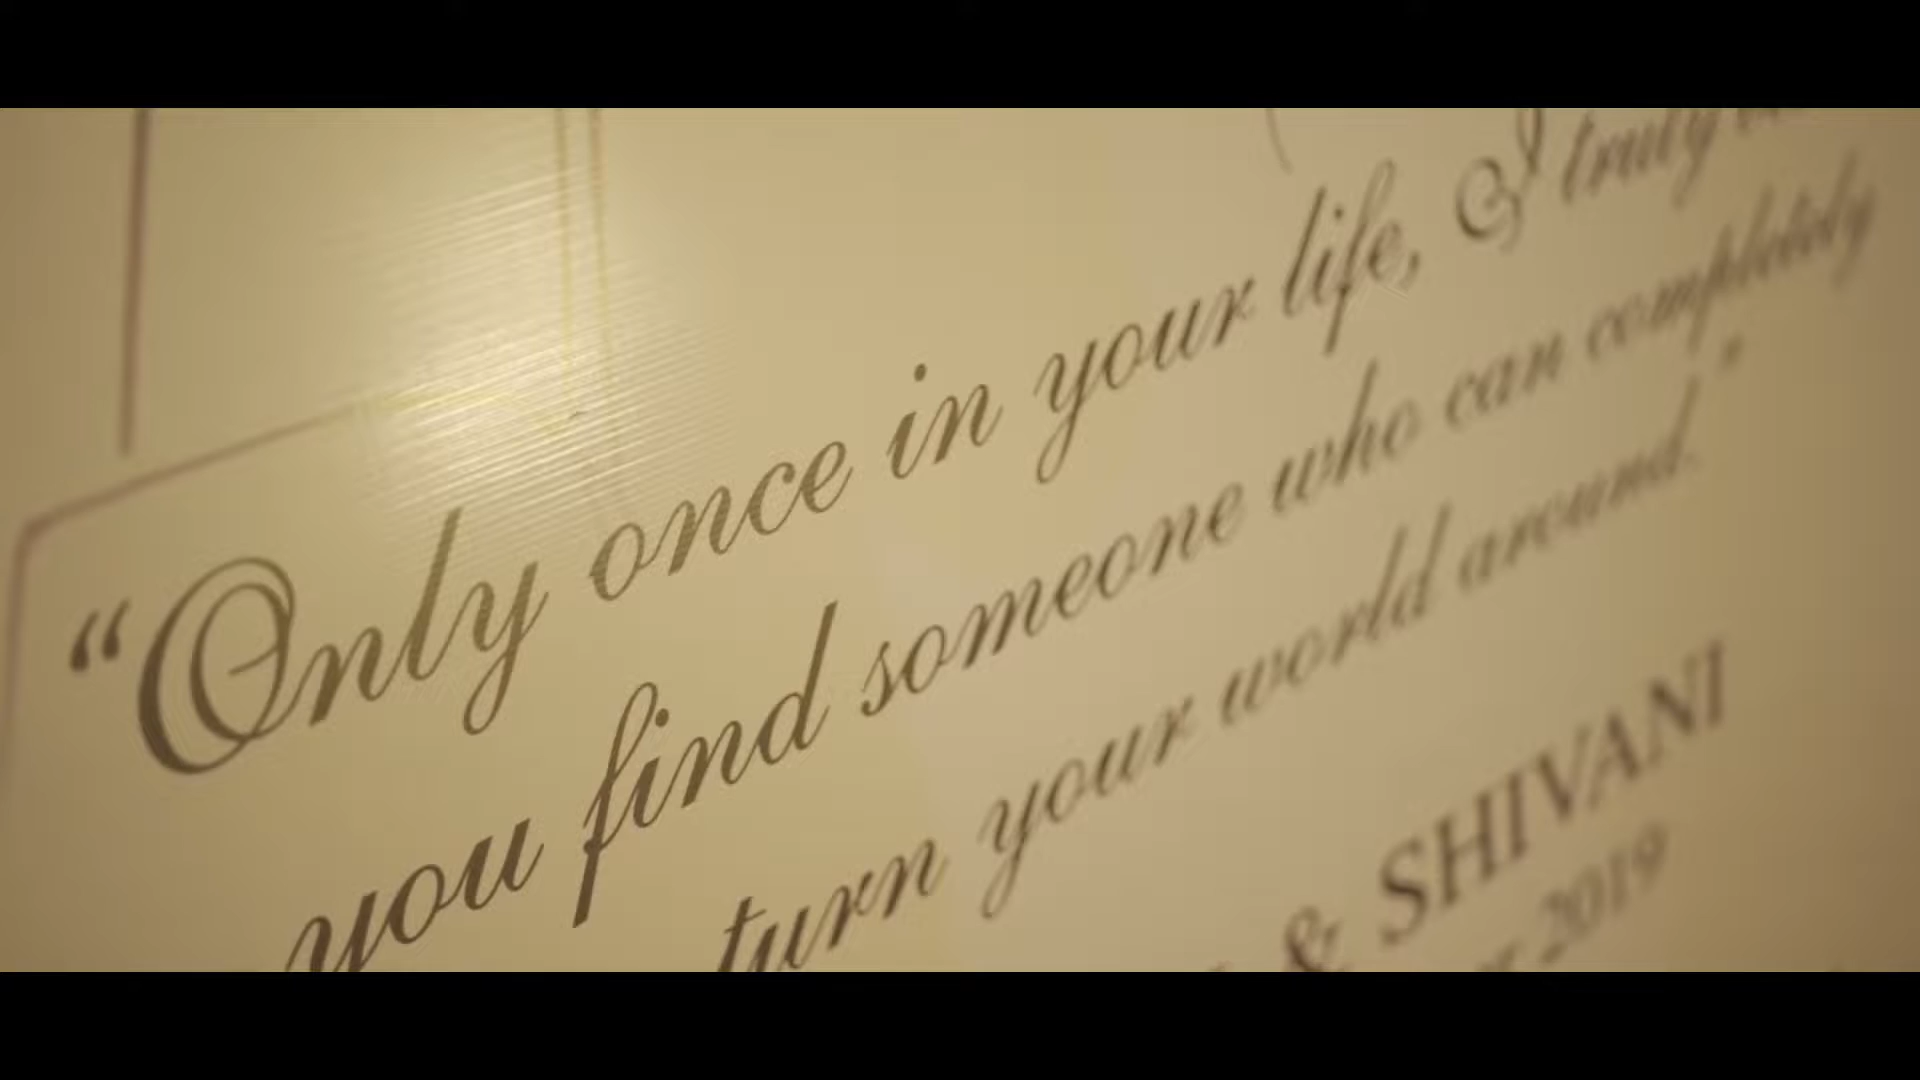 “Only once in your life, I truly
you find someone who can completely
turn your world around.”
& SHIVANI
2019